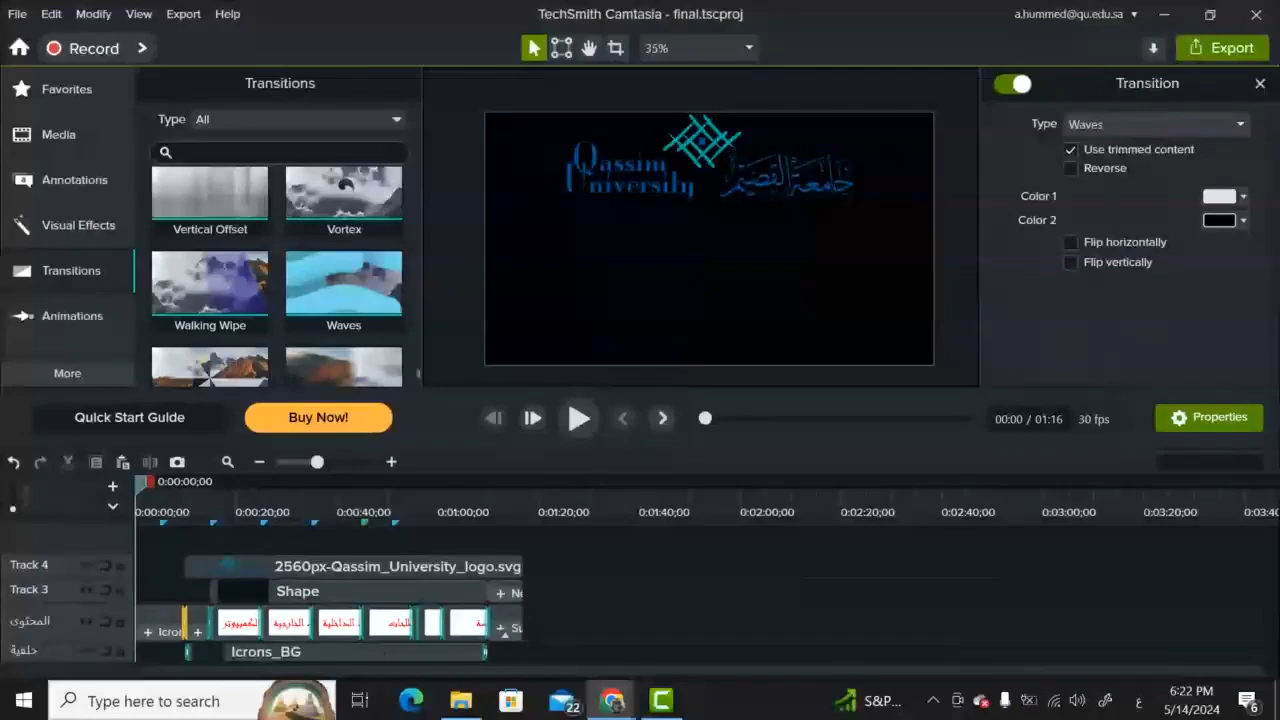 File Edit Modify View Export Help
TechSmith Camtasia - final.tscproj
a.hummed@qu.edu.sa
Record
35%
Export
Favorites
Media
Annotations
Visual Effects
Transitions
Animations
More
Transitions
Type All
Vertical Offset
Vortex
Walking Wipe
Waves
Qassim
University
جامعة القصيم
Transition
Type Waves
Use trimmed content
Reverse
Color 1
Color 2
Flip horizontally
Flip vertically
Quick Start Guide
Buy Now!
00:00 / 01:16 30 fps
Properties
0:00:00;00
0:00:00;00 0:00:20;00 0:00:40;00 0:01:00;00 0:01:20;00 0:01:40;00 0:02:00;00 0:02:20;00 0:02:40;00 0:03:00;00 0:03:20;00 0:03:40
Track 4
2560px-Qassim_University_logo.svg
Track 3
Shape
+ N
المحتوى
+ Icror
+
الداخلية
الخارجية
خلفية
Icrons_BG
Type here to search
22
S&P...
ع
6:22 PM
5/14/2024
6